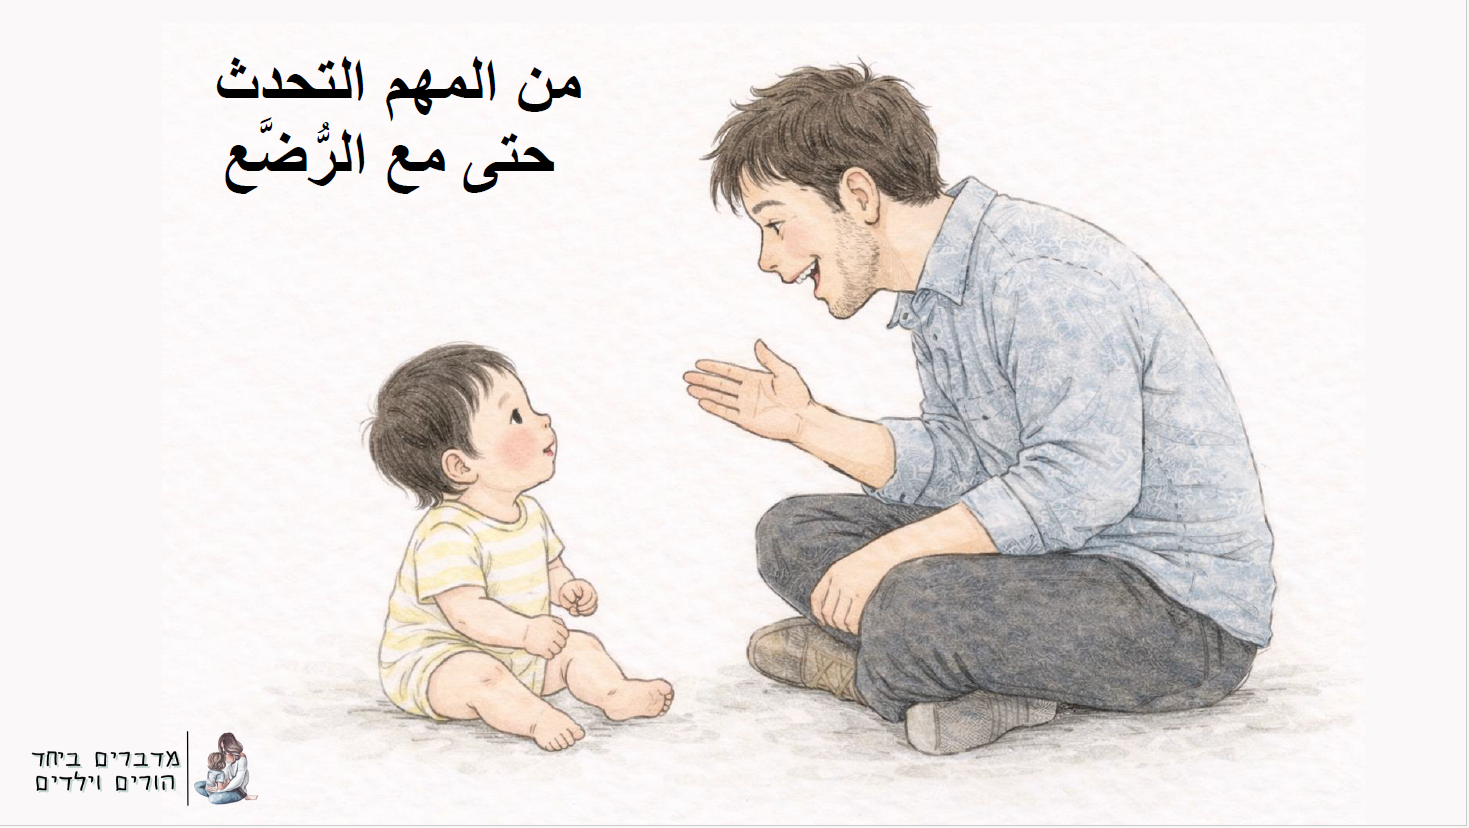 من المهم التحدث
حتى مع الرُّضَّع
מדברים ביחד
הורים וילדים